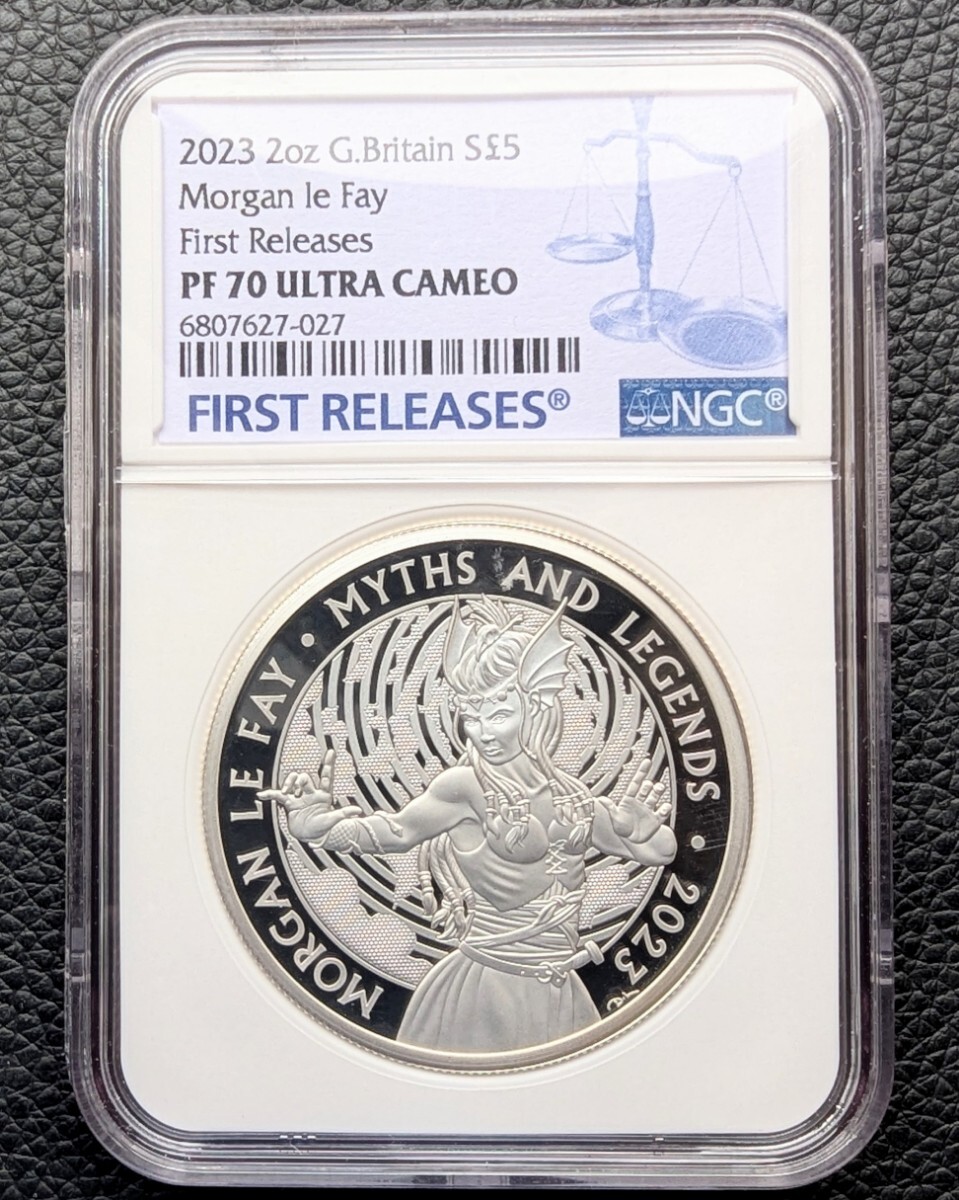 2023 2oz G.Britain S£5
Morgan le Fay
First Releases
PF 70 ULTRA CAMEO
6807627-027
FIRST RELEASES®
NGC®
MORGAN LE FAY • MYTHS AND LEGENDS • 2023